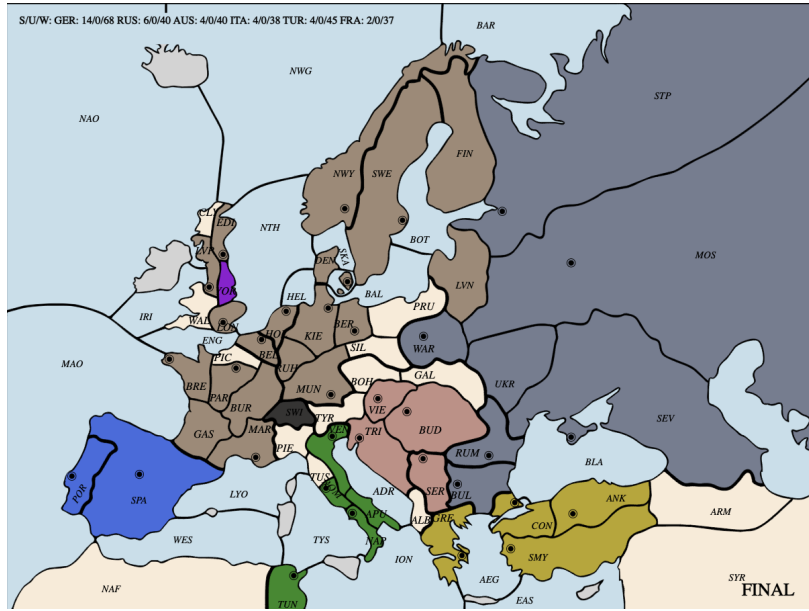 S/U/W: GER: 14/0/68 RUS: 6/0/40 AUS: 4/0/40 ITA: 4/0/38 TUR: 4/0/45 FRA: 2/0/37
BAR
NWG
STP
NAO
FIN
NWY
SWE
CLY
EDI
NTH
BOT
MOS
LVP
SKA
DEN
LVN
YOR
HEL
BAL
PRU
IRI
WAL
LON
HOL
KIE
BER
ENG
WAR
MAO
PIC
BEL
RUH
SIL
GAL
UKR
BRE
PAR
MUN
BOH
BUR
SWI
TYR
VIE
SEV
GAS
MAR
VEN
TRI
BUD
PIE
RUM
BLA
TUS
POR
SPA
LYO
ROM
ADR
SER
BUL
ANK
APU
ALB
GRE
CON
ARM
WES
TYS
NAP
ION
SMY
AEG
SYR
NAF
TUN
EAS
FINAL